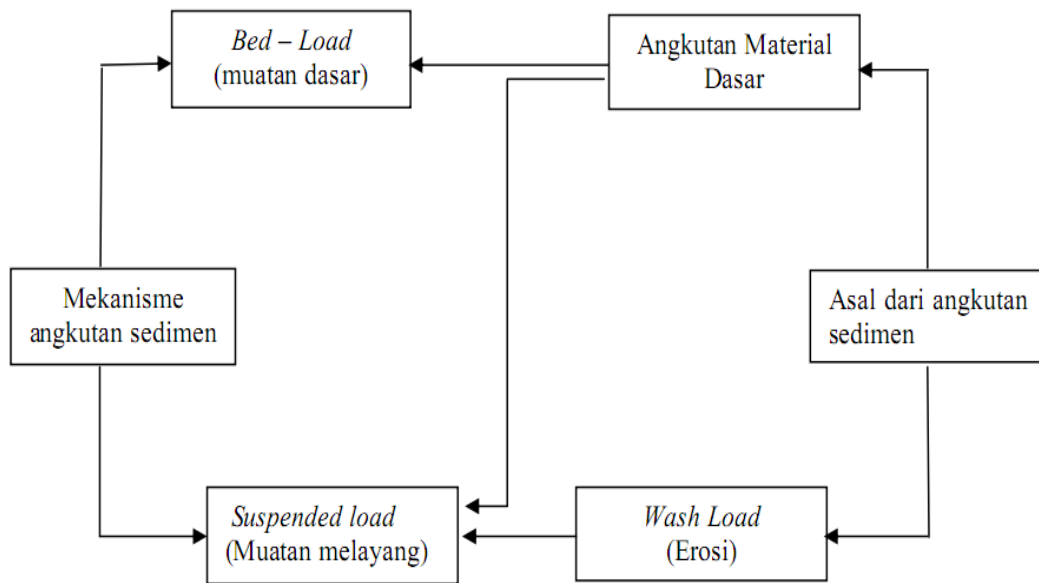 Bed – Load
(muatan dasar)
Angkutan Material
Dasar
Mekanisme
angkutan sedimen
Asal dari angkutan
sedimen
Suspended load
(Muatan melayang)
Wash Load
(Erosi)